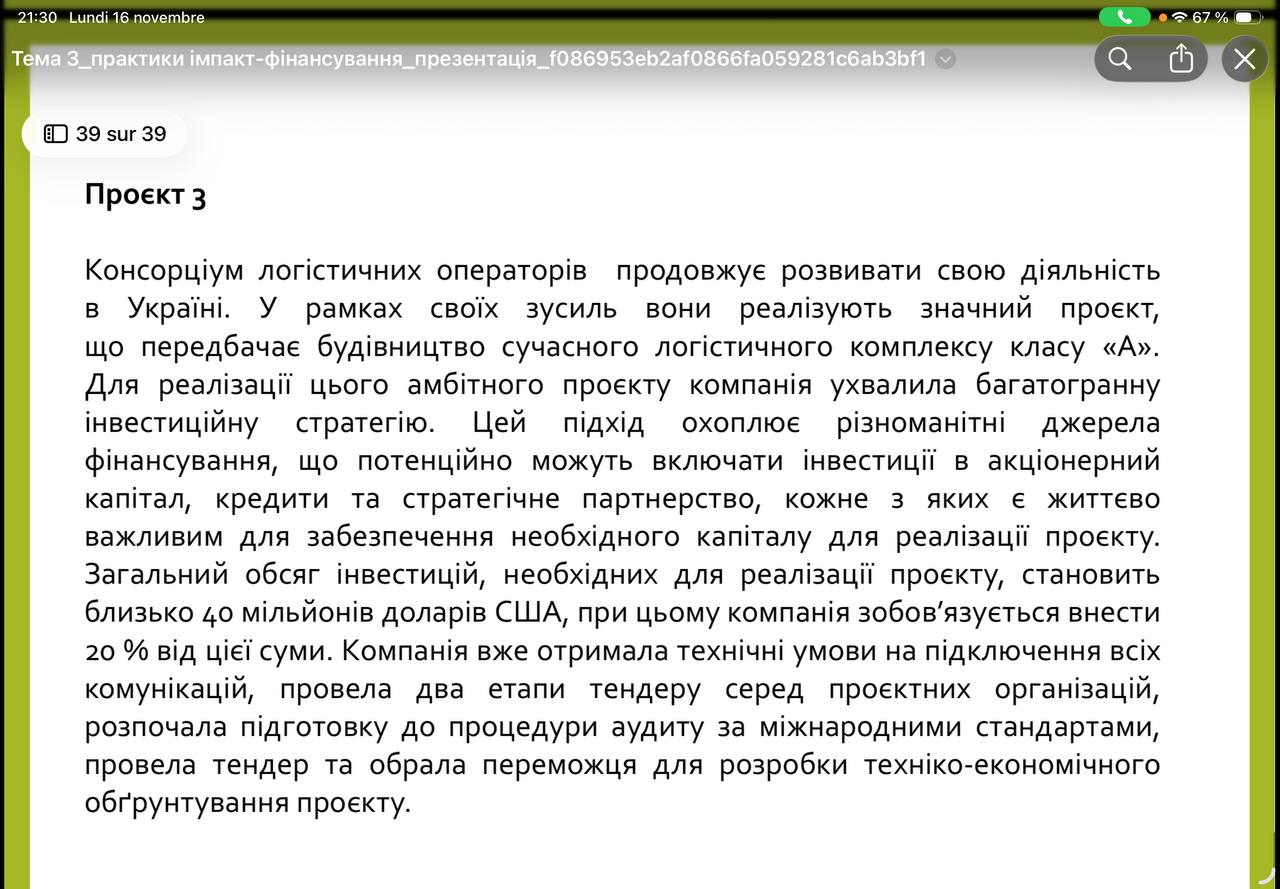 21:30 Lundi 16 novembre
67 %
Тема 3_практики імпакт-фінансування_презентація_f086953eb2af0866fa059281c6ab3bf1
39 sur 39
Проєкт 3
Консорціум логістичних операторів продовжує розвивати свою діяльність
в Україні. У рамках своїх зусиль вони реалізують значний проєкт,
що передбачає будівництво сучасного логістичного комплексу класу «А».
Для реалізації цього амбітного проєкту компанія ухвалила багатогранну
інвестиційну стратегію. Цей підхід охоплює різноманітні джерела
фінансування, що потенційно можуть включати інвестиції в акціонерний
капітал, кредити та стратегічне партнерство, кожне з яких є життєво
важливим для забезпечення необхідного капіталу для реалізації проєкту.
Загальний обсяг інвестицій, необхідних для реалізації проєкту, становить
близько 40 мільйонів доларів США, при цьому компанія зобов’язується внести
20 % від цієї суми. Компанія вже отримала технічні умови на підключення всіх
комунікацій, провела два етапи тендеру серед проєктних організацій,
розпочала підготовку до процедури аудиту за міжнародними стандартами,
провела тендер та обрала переможця для розробки техніко-економічного
обґрунтування проєкту.